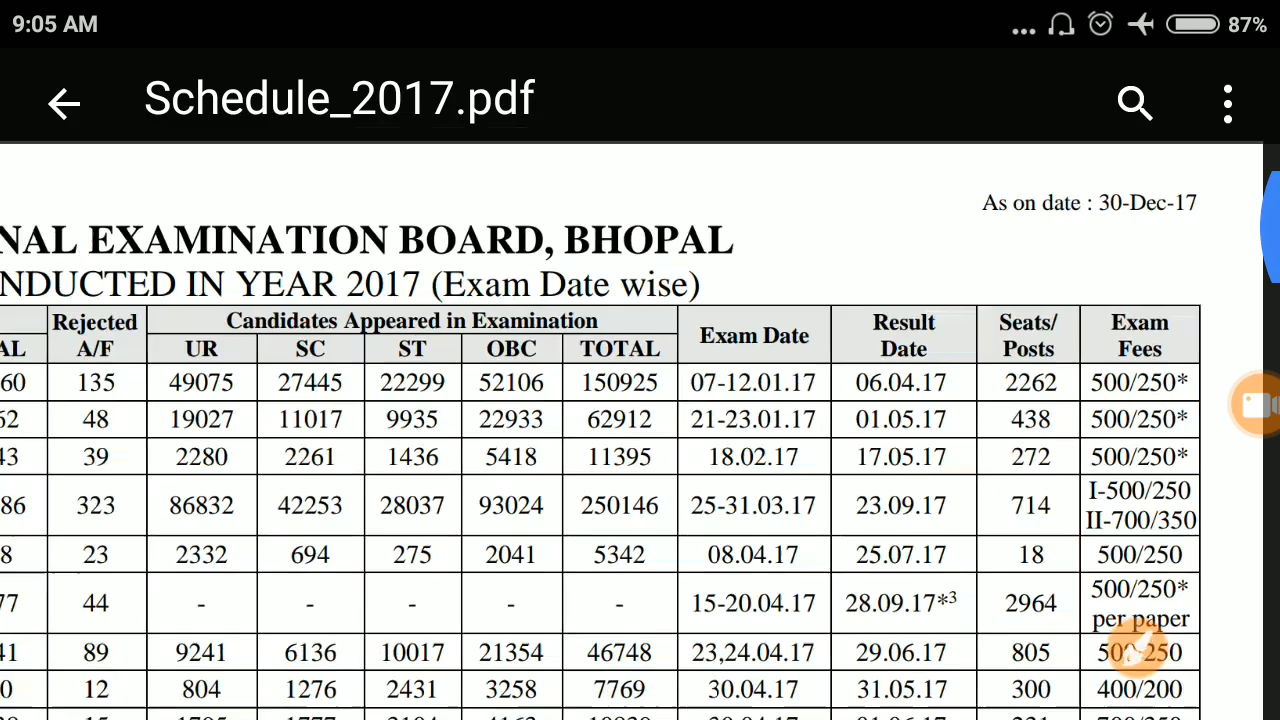 9:05 AM ... 87%
Schedule_2017.pdf
As on date : 30-Dec-17
NAL EXAMINATION BOARD, BHOPAL
NDUCTED IN YEAR 2017 (Exam Date wise)
AL Rejected A/F Candidates Appeared in Examination Exam Date Result Date Seats/ Posts Exam Fees
UR SC ST OBC TOTAL
60 135 49075 27445 22299 52106 150925 07-12.01.17 06.04.17 2262 500/250*
62 48 19027 11017 9935 22933 62912 21-23.01.17 01.05.17 438 500/250*
43 39 2280 2261 1436 5418 11395 18.02.17 17.05.17 272 500/250*
86 323 86832 42253 28037 93024 250146 25-31.03.17 23.09.17 714 I-500/250 II-700/350
8 23 2332 694 275 2041 5342 08.04.17 25.07.17 18 500/250
77 44 - - - - - 15-20.04.17 28.09.17*3 2964 500/250* per paper
41 89 9241 6136 10017 21354 46748 23,24.04.17 29.06.17 805 500/250
0 12 804 1276 2431 3258 7769 30.04.17 31.05.17 300 400/200